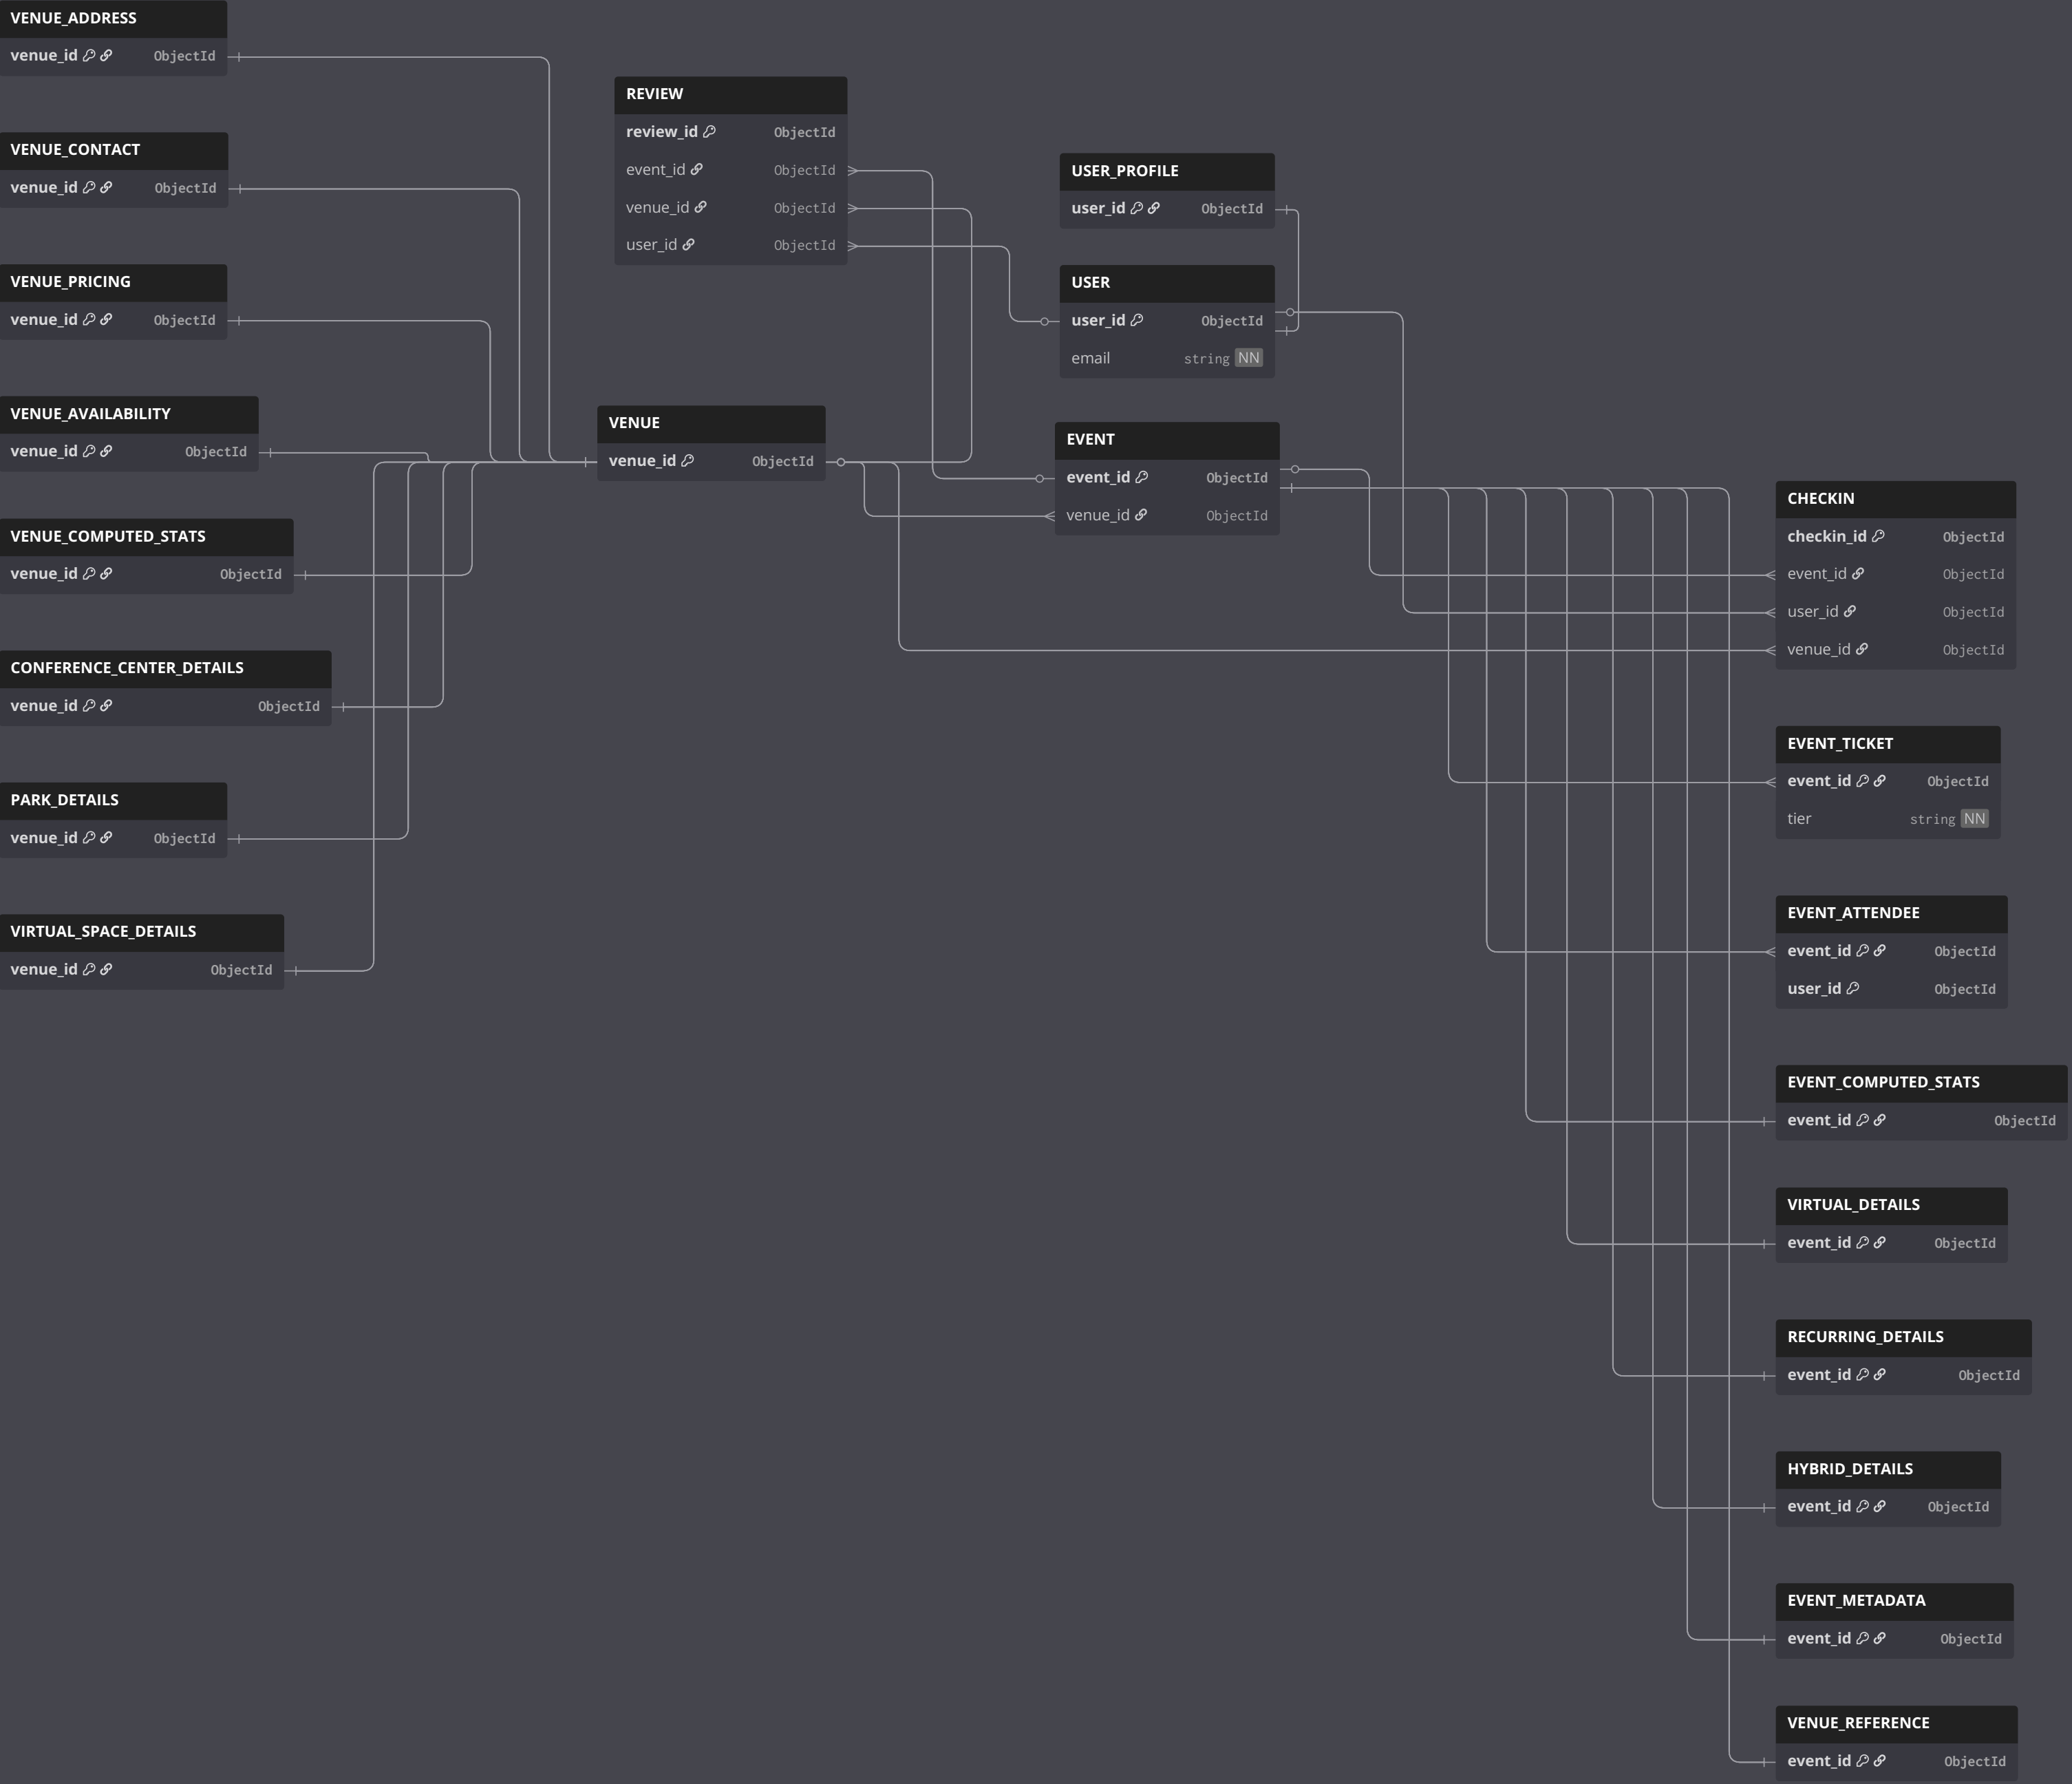 VENUE_ADDRESS
venue_id ObjectId
VENUE_CONTACT
venue_id ObjectId
VENUE_PRICING
venue_id ObjectId
VENUE_AVAILABILITY
venue_id ObjectId
VENUE_COMPUTED_STATS
venue_id ObjectId
CONFERENCE_CENTER_DETAILS
venue_id ObjectId
PARK_DETAILS
venue_id ObjectId
VIRTUAL_SPACE_DETAILS
venue_id ObjectId
REVIEW
review_id ObjectId
event_id ObjectId
venue_id ObjectId
user_id ObjectId
VENUE
venue_id ObjectId
USER_PROFILE
user_id ObjectId
USER
user_id ObjectId
email string NN
EVENT
event_id ObjectId
venue_id ObjectId
CHECKIN
checkin_id ObjectId
event_id ObjectId
user_id ObjectId
venue_id ObjectId
EVENT_TICKET
event_id ObjectId
tier string NN
EVENT_ATTENDEE
event_id ObjectId
user_id ObjectId
EVENT_COMPUTED_STATS
event_id ObjectId
VIRTUAL_DETAILS
event_id ObjectId
RECURRING_DETAILS
event_id ObjectId
HYBRID_DETAILS
event_id ObjectId
EVENT_METADATA
event_id ObjectId
VENUE_REFERENCE
event_id ObjectId